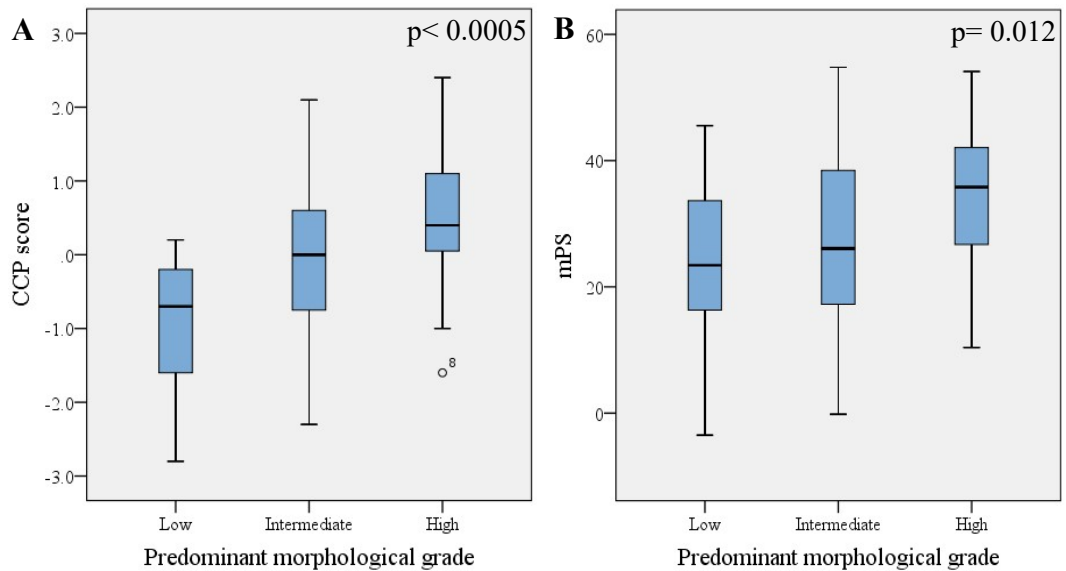 A
p< 0.0005
CCP score
3.0
2.0
1.0
.0
-1.0
-2.0
-3.0
8
Low Intermediate High
Predominant morphological grade
B
p= 0.012
mPS
60
40
20
0
Low Intermediate High
Predominant morphological grade